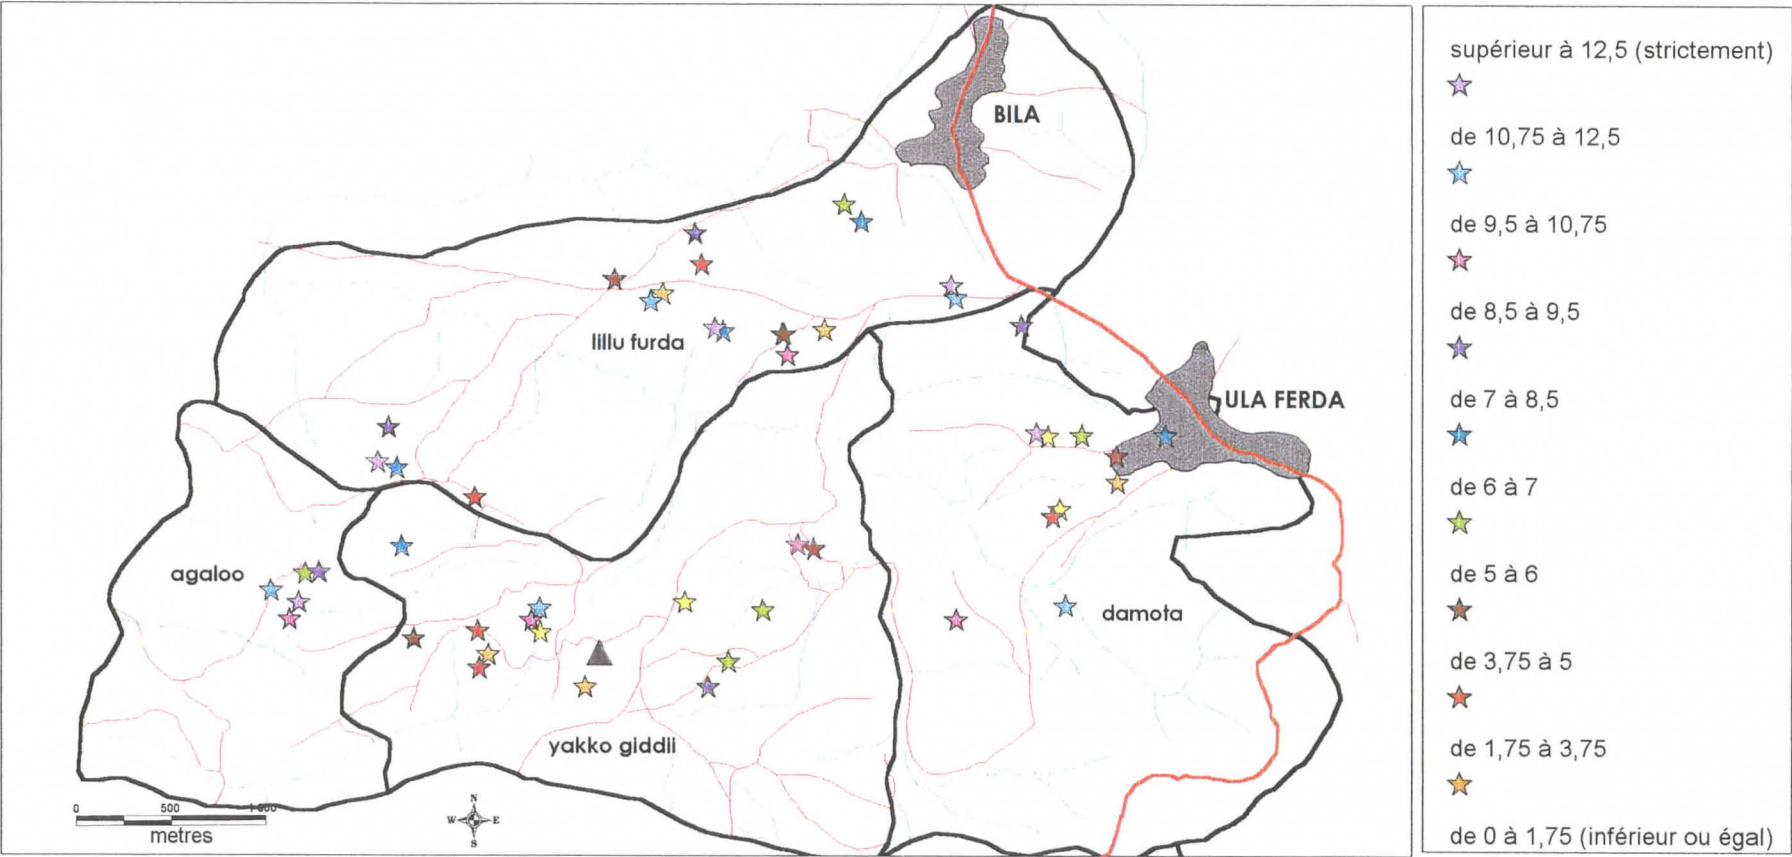 BILA
lillu furda
ULA FERDA
agaloo
damota
yakko giddii
0 500 1 000
metres
N
W E
S
supérieur à 12,5 (strictement)
de 10,75 à 12,5
de 9,5 à 10,75
de 8,5 à 9,5
de 7 à 8,5
de 6 à 7
de 5 à 6
de 3,75 à 5
de 1,75 à 3,75
de 0 à 1,75 (inférieur ou égal)